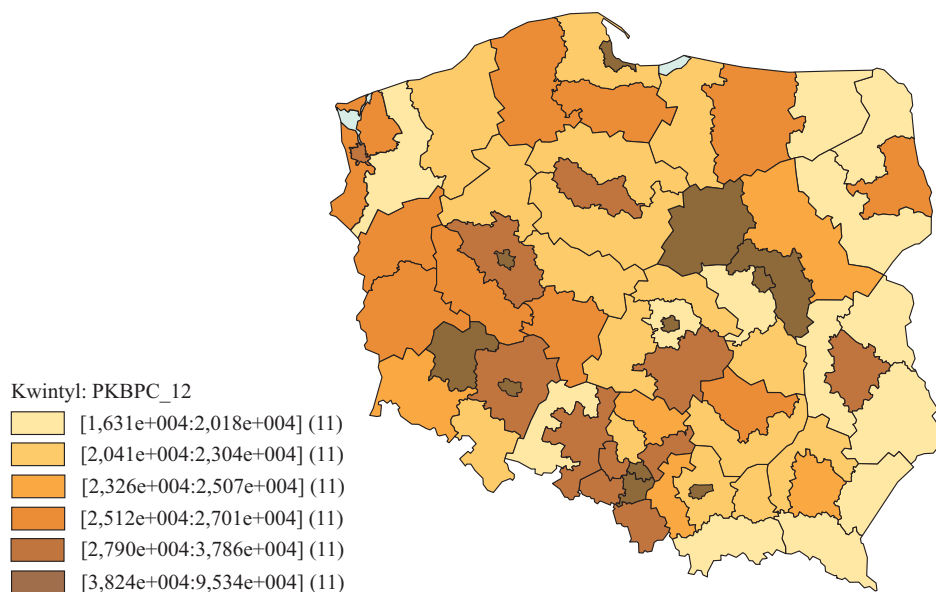 Kwintyl: PKBPC_12
[1,631e+004:2,018e+004] (11)
[2,041e+004:2,304e+004] (11)
[2,326e+004:2,507e+004] (11)
[2,512e+004:2,701e+004] (11)
[2,790e+004:3,786e+004] (11)
[3,824e+004:9,534e+004] (11)